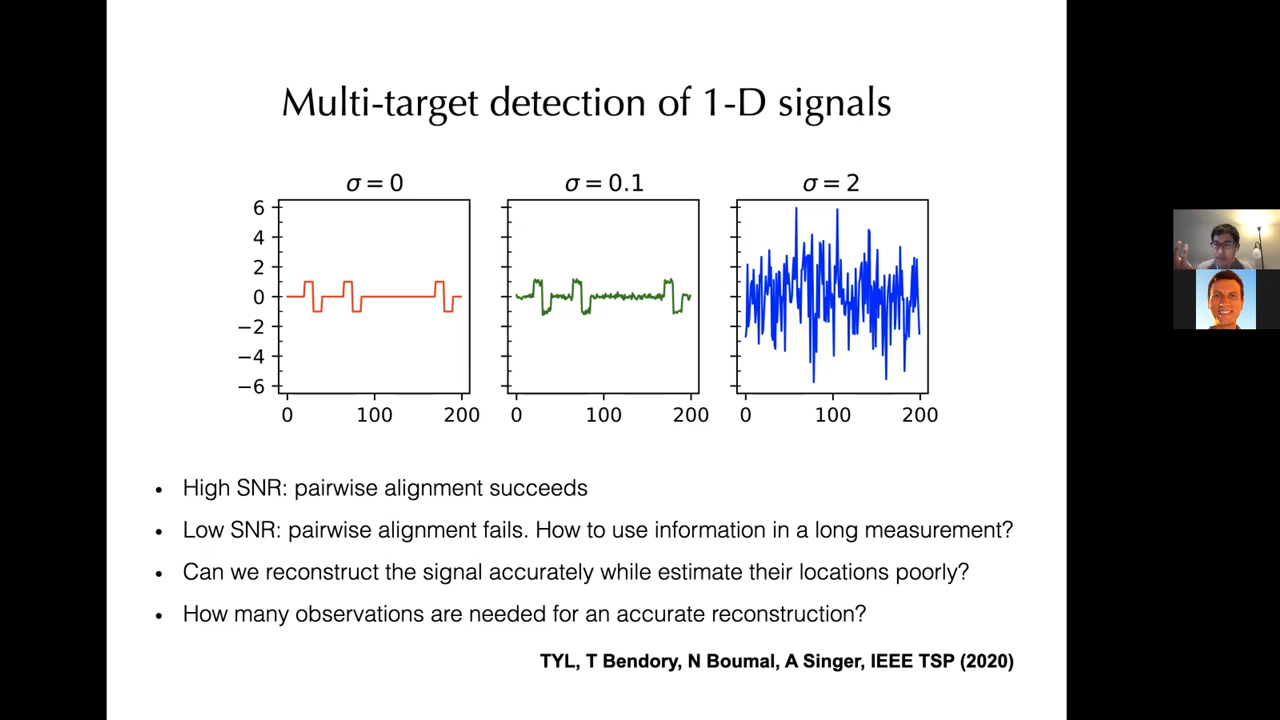 Multi-target detection of 1-D signals
σ = 0
σ = 0.1
σ = 2
6
4
2
0
−2
−4
−6
0 100 200
0 100 200
0 100 200
• High SNR: pairwise alignment succeeds
• Low SNR: pairwise alignment fails. How to use information in a long measurement?
• Can we reconstruct the signal accurately while estimate their locations poorly?
• How many observations are needed for an accurate reconstruction?
TYL, T Bendory, N Boumal, A Singer, IEEE TSP (2020)